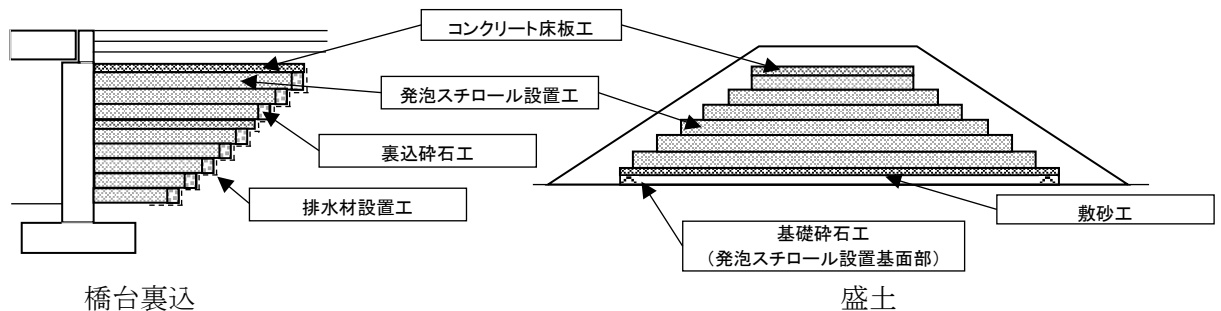 コンクリート床板工
発泡スチロール設置工
裏込砕石工
排水材設置工
敷砂工
基礎砕石工
（発泡スチロール設置基面部）
橋台裏込
盛土